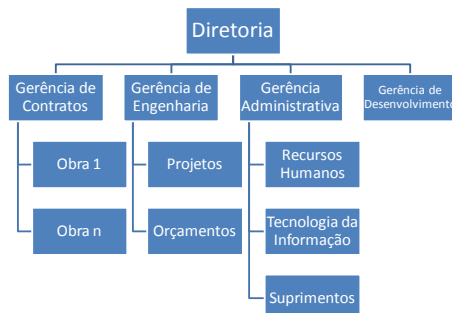 Diretoria
Gerência de
Contratos
Gerência de
Engenharia
Gerência
Administrativa
Gerência de
Desenvolvimento
Obra 1
Projetos
Recursos
Humanos
Obra n
Orçamentos
Tecnologia da
Informação
Suprimentos